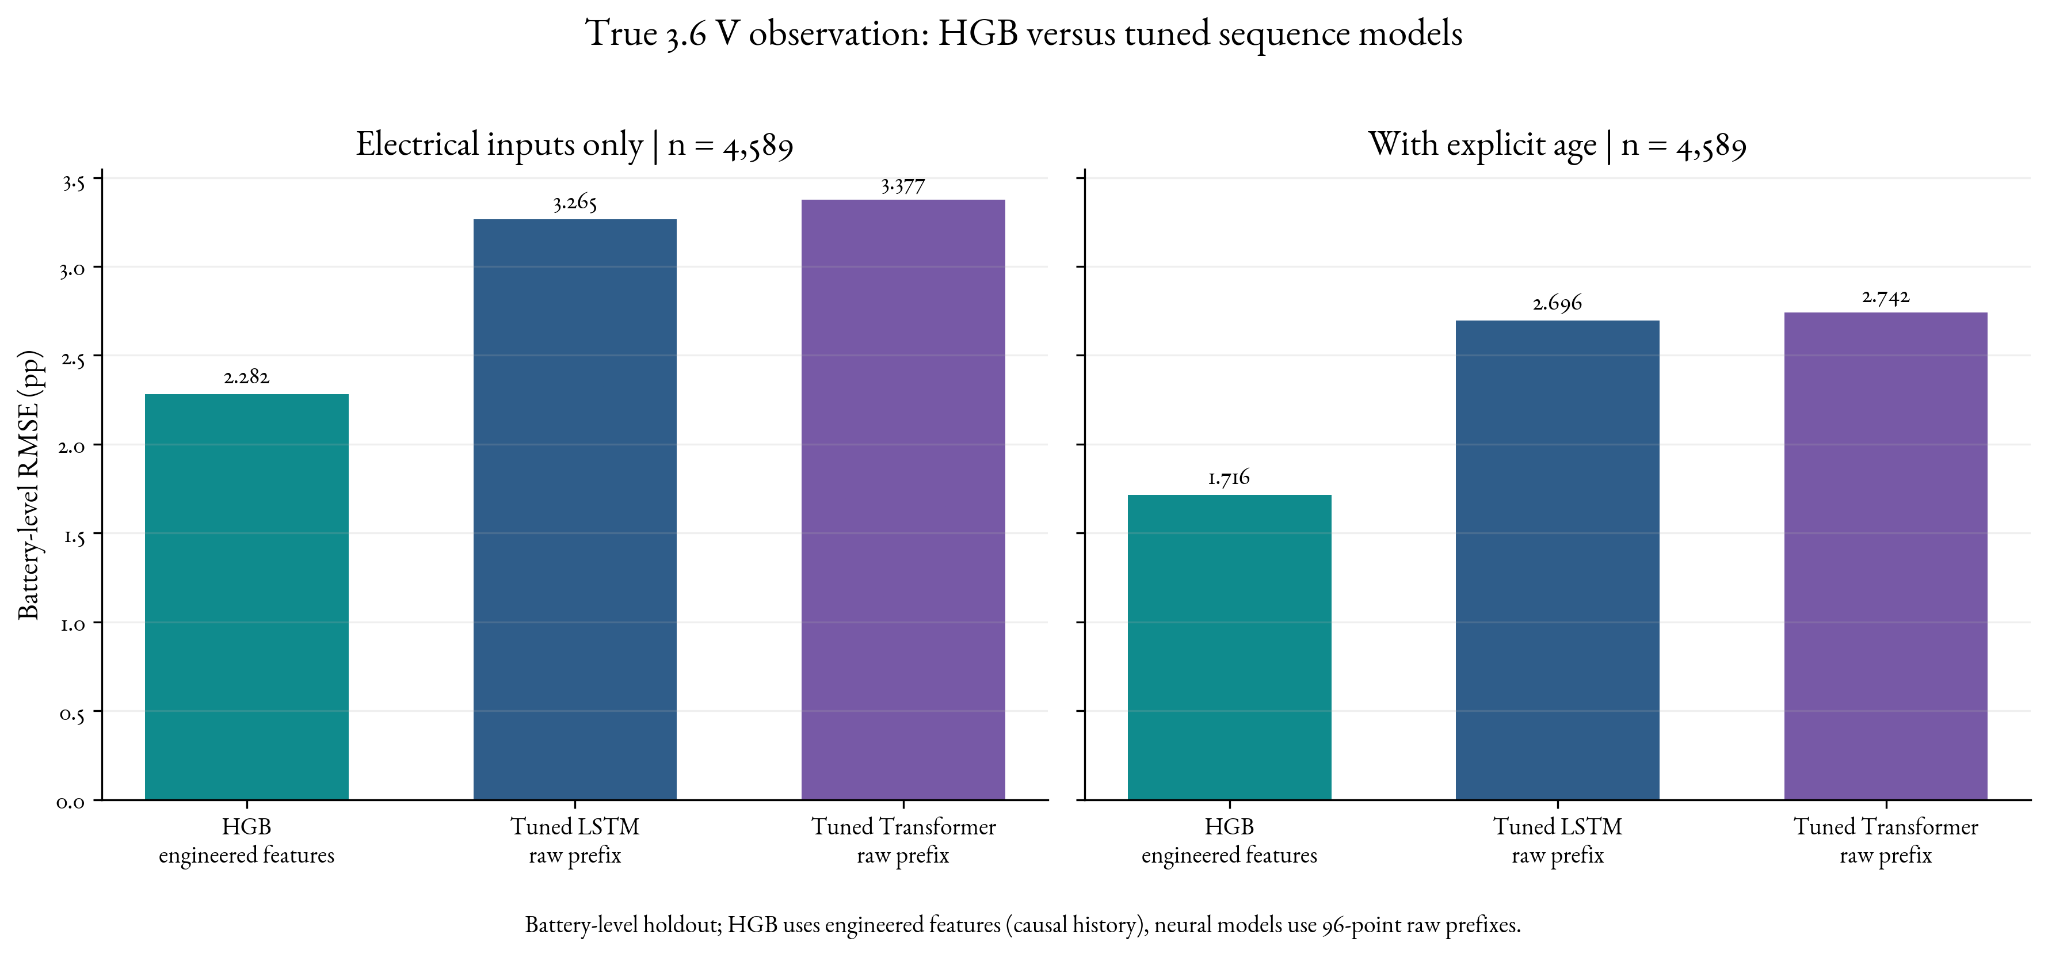 True 3.6 V observation: HGB versus tuned sequence models
Electrical inputs only | n = 4,589
With explicit age | n = 4,589
Battery-level RMSE (pp)
3.5
3.0
2.5
2.0
1.5
1.0
0.5
0.0
2.282
3.265
3.377
1.716
2.696
2.742
HGB
engineered features
Tuned LSTM
raw prefix
Tuned Transformer
raw prefix
HGB
engineered features
Tuned LSTM
raw prefix
Tuned Transformer
raw prefix
Battery-level holdout; HGB uses engineered features (causal history), neural models use 96-point raw prefixes.